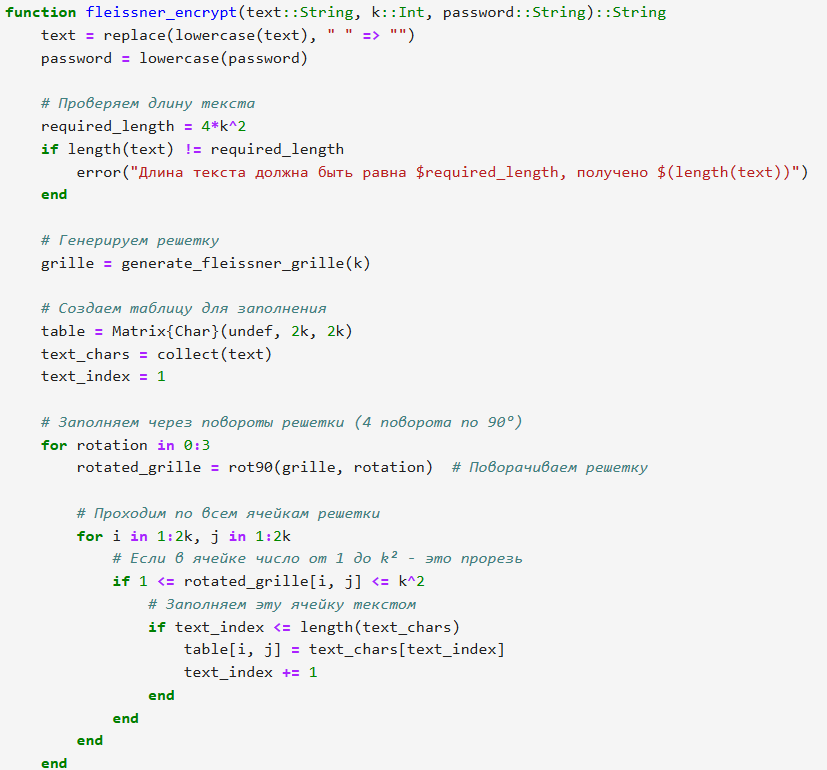 function fleissner_encrypt(text::String, k::Int, password::String)::String
    text = replace(lowercase(text), " " => "")
    password = lowercase(password)

    # Проверяем длину текста
    required_length = 4*k^2
    if length(text) != required_length
        error("Длина текста должна быть равна $required_length, получено $(length(text))")
    end

    # Генерируем решетку
    grille = generate_fleissner_grille(k)

    # Создаем таблицу для заполнения
    table = Matrix{Char}(undef, 2k, 2k)
    text_chars = collect(text)
    text_index = 1

    # Заполняем через повороты решетки (4 поворота по 90°)
    for rotation in 0:3
        rotated_grille = rot90(grille, rotation)  # Поворачиваем решетку

        # Проходим по всем ячейкам решетки
        for i in 1:2k, j in 1:2k
            # Если в ячейке число от 1 до k² - это прорезь
            if 1 <= rotated_grille[i, j] <= k^2
                # Заполняем эту ячейку текстом
                if text_index <= length(text_chars)
                    table[i, j] = text_chars[text_index]
                    text_index += 1
                end
            end
        end
    end